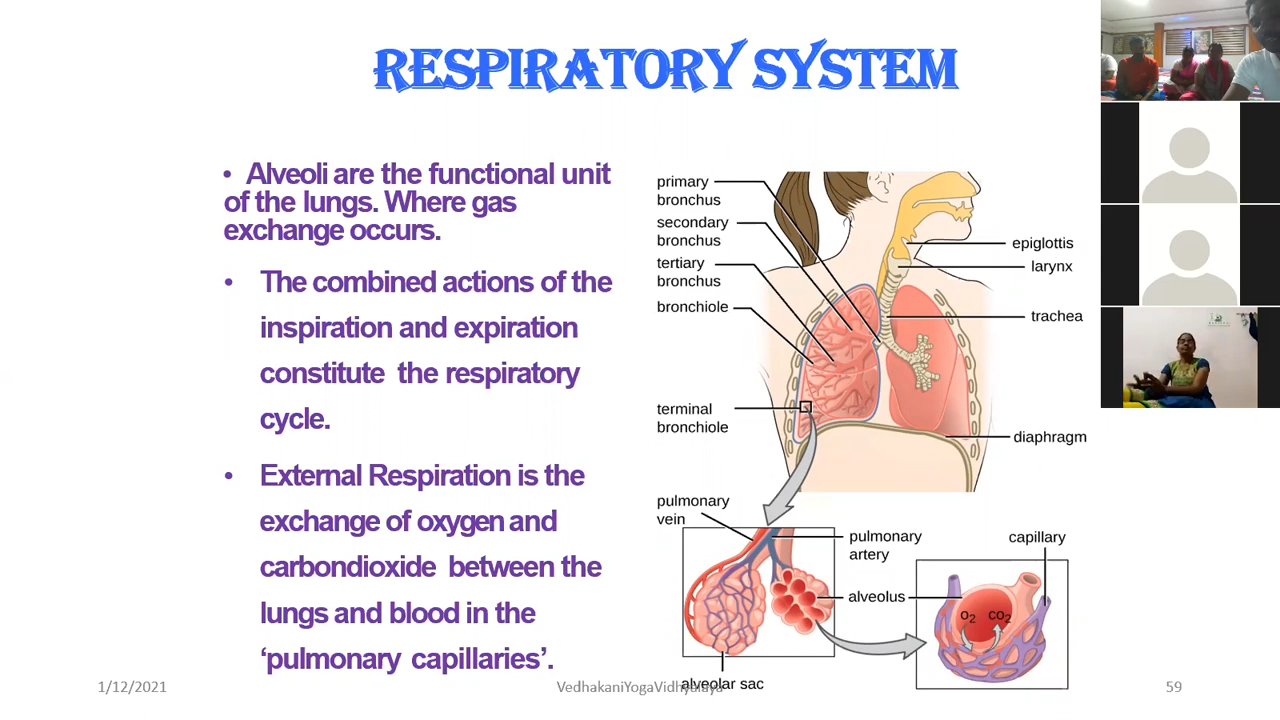 RESPIRATORY SYSTEM
• Alveoli are the functional unit
of the lungs. Where gas
exchange occurs.
• The combined actions of the
inspiration and expiration
constitute the respiratory
cycle.
• External Respiration is the
exchange of oxygen and
carbondioxide between the
lungs and blood in the
‘pulmonary capillaries’.
primary
bronchus
secondary
bronchus
tertiary
bronchus
bronchiole
terminal
bronchiole
epiglottis
larynx
trachea
diaphragm
pulmonary
vein
pulmonary
artery
capillary
alveolus
O2 CO2
alveolar sac
1/12/2021
VedhakaniYogaVidhyalaya
59